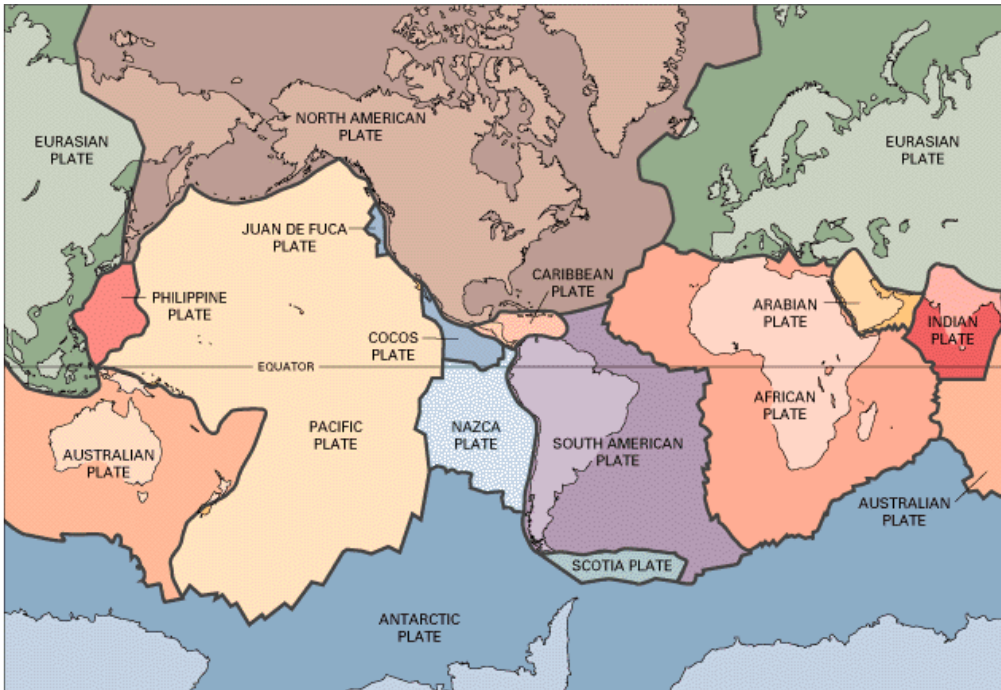 NORTH AMERICAN
PLATE
EURASIAN
PLATE
EURASIAN
PLATE
JUAN DE FUCA
PLATE
CARIBBEAN
PLATE
PHILIPPINE
PLATE
ARABIAN
PLATE
INDIAN
PLATE
COCOS
PLATE
EQUATOR
AFRICAN
PLATE
PACIFIC
PLATE
NAZCA
PLATE
SOUTH AMERICAN
PLATE
AUSTRALIAN
PLATE
AUSTRALIAN
PLATE
SCOTIA PLATE
ANTARCTIC
PLATE